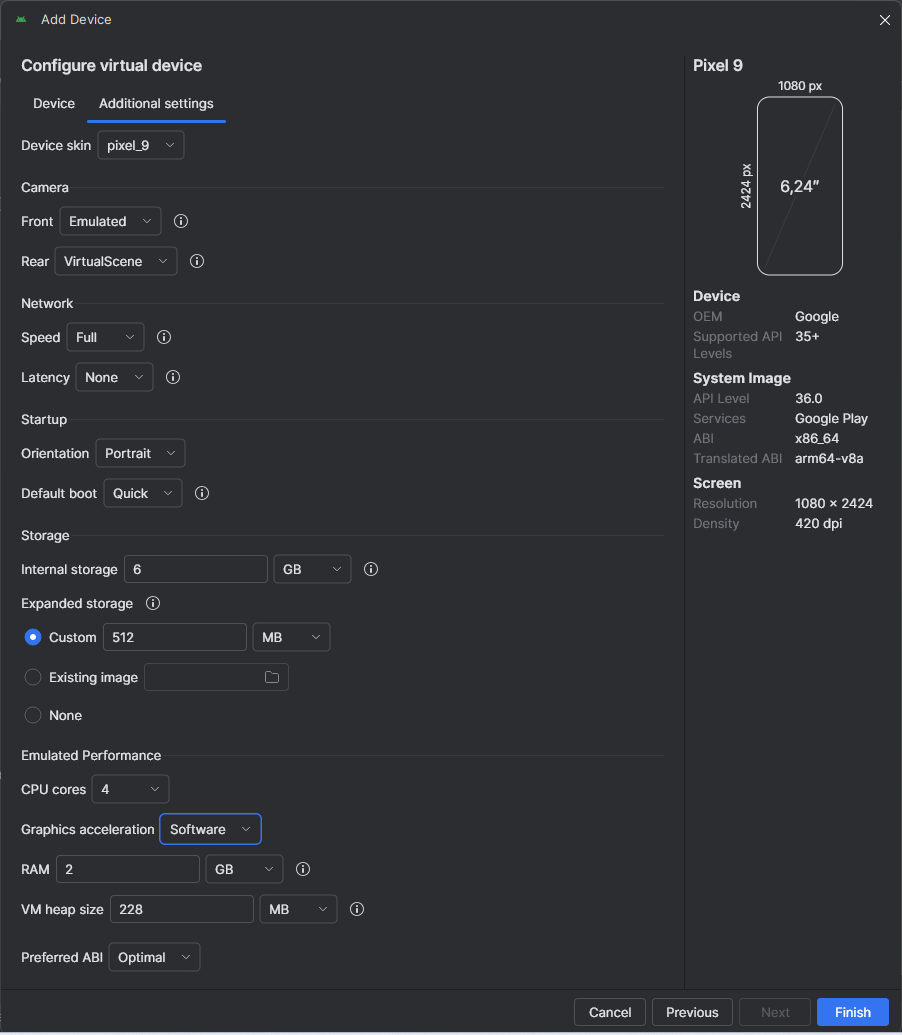 Add Device
Configure virtual device
Device Additional settings
Device skin pixel_9
Camera
Front Emulated
Rear VirtualScene
Network
Speed Full
Latency None
Startup
Orientation Portrait
Default boot Quick
Storage
Internal storage 6 GB
Expanded storage
Custom 512 MB
Existing image
None
Emulated Performance
CPU cores 4
Graphics acceleration Software
RAM 2 GB
VM heap size 228 MB
Preferred ABI Optimal
Pixel 9
1080 px
2424 px
6,24″
Device
OEM Google
Supported API Levels 35+
System Image
API Level 36.0
Services Google Play
ABI x86_64
Translated ABI arm64-v8a
Screen
Resolution 1080 × 2424
Density 420 dpi
Cancel Previous Next Finish